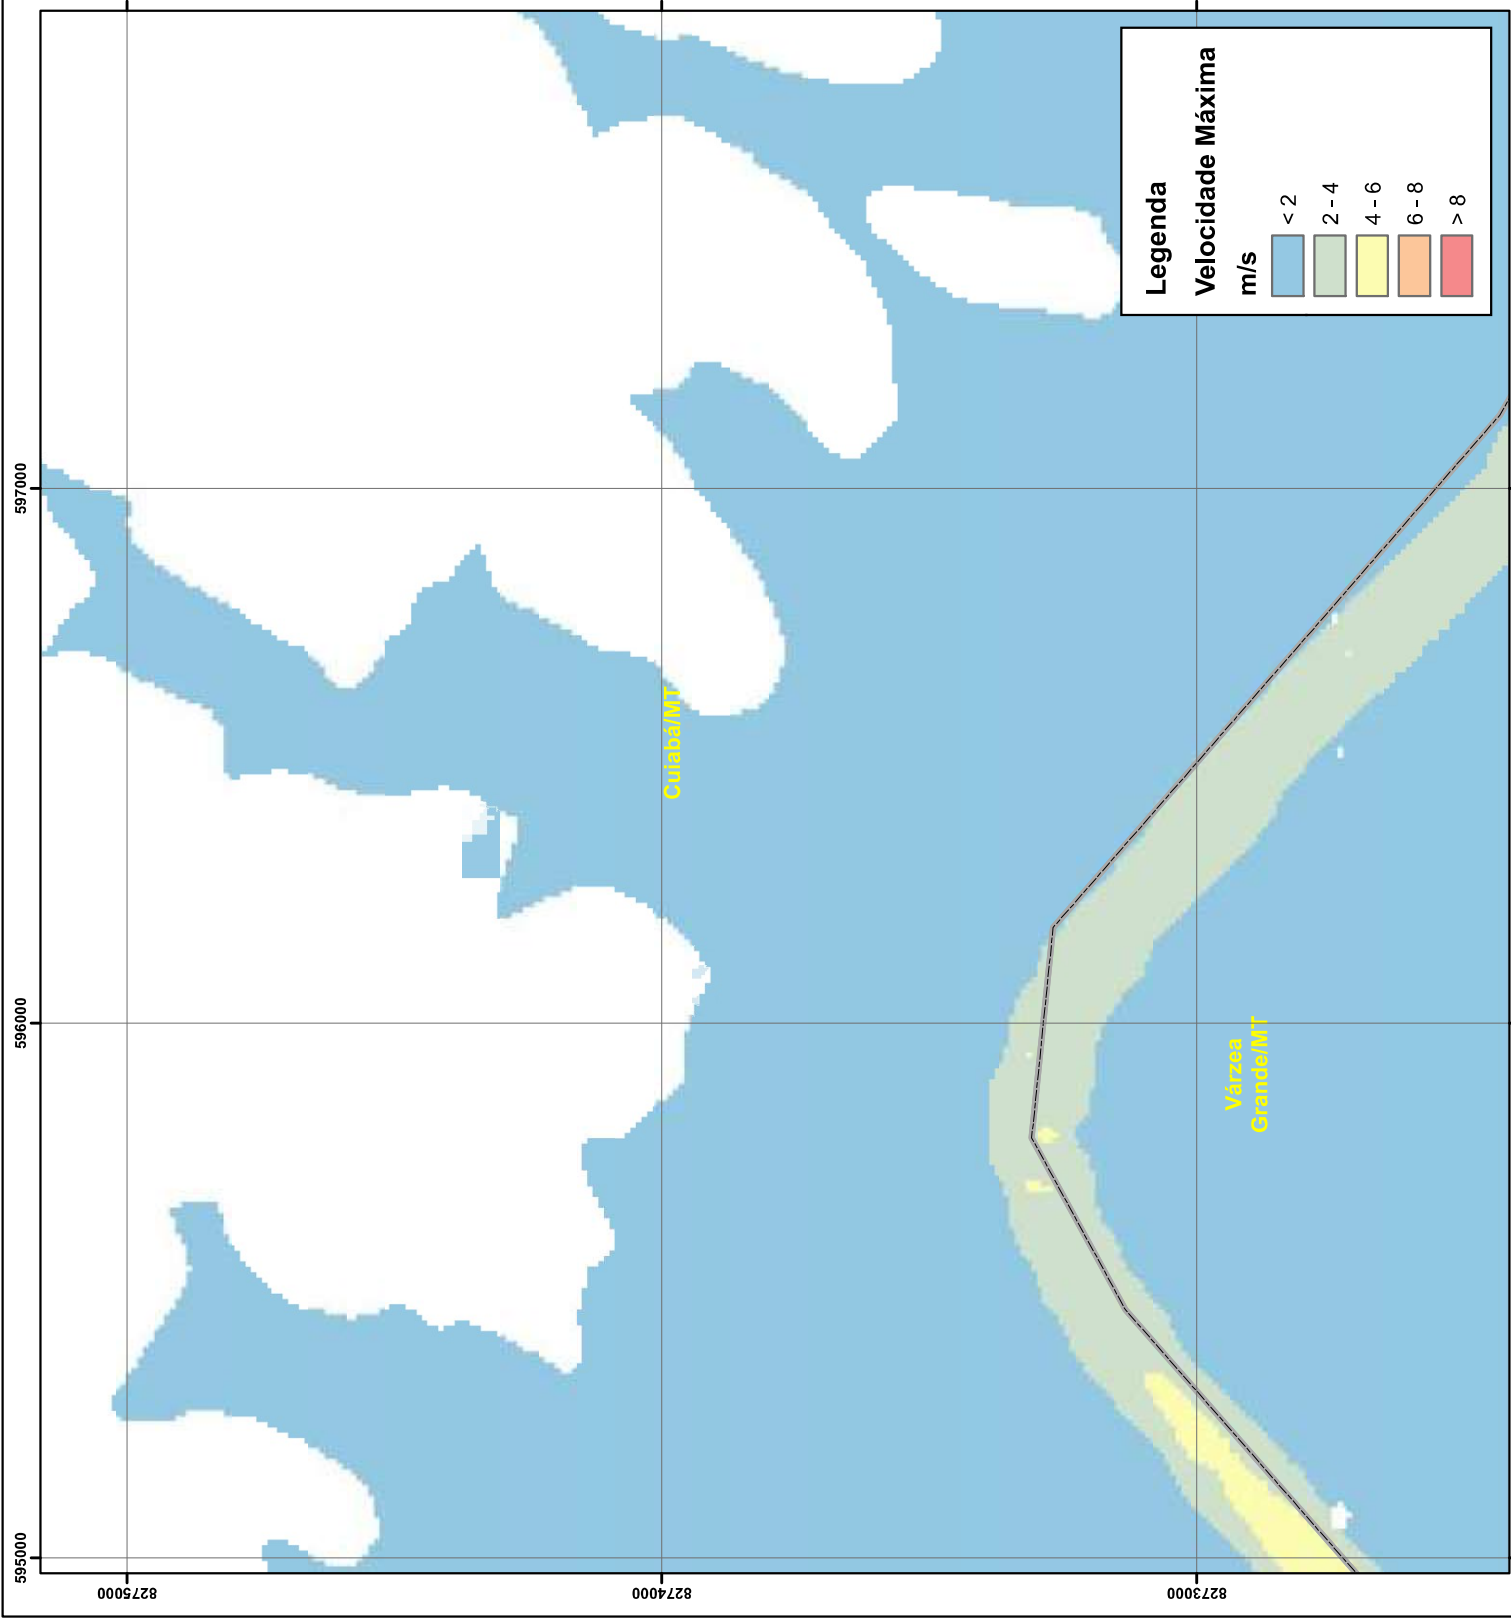 597000
596000
595000
8275000
8274000
8273000
Cuiabá/MT
Várzea
Grande/MT
Legenda
Velocidade Máxima
m/s
< 2
2 - 4
4 - 6
6 - 8
> 8